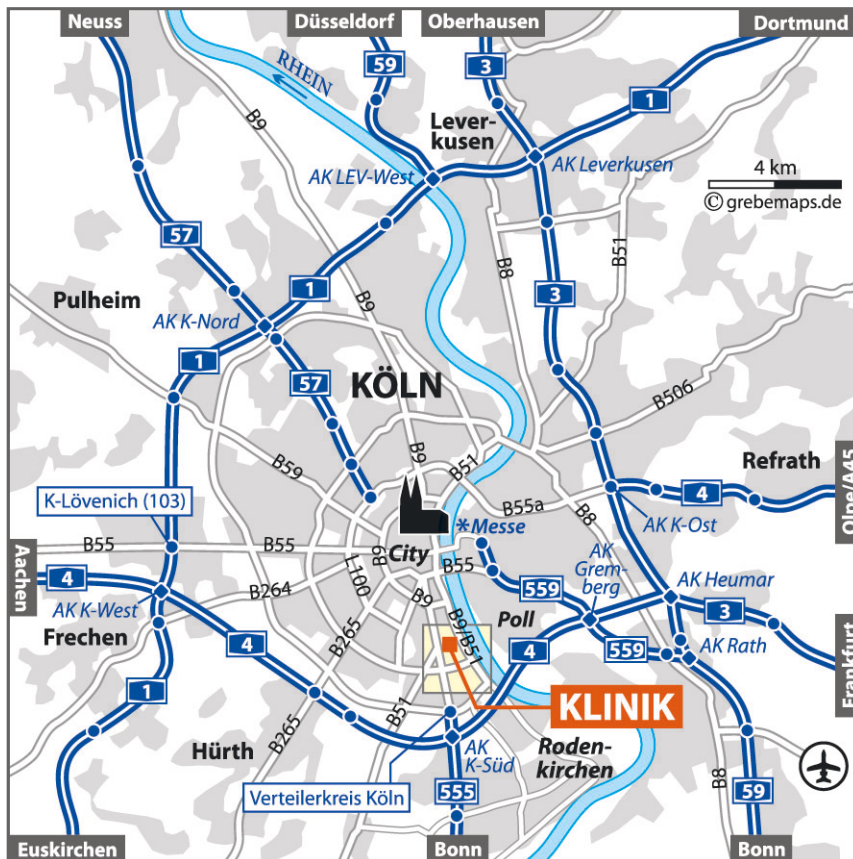 Neuss
Düsseldorf
Oberhausen
Dortmund
59
RHEIN
3
1
B9
Lever-
kusen
AK LEV-West
AK Leverkusen
4 km
© grebemaps.de
57
B8
B51
Pulheim
1
B9
3
AK K-Nord
1
57
KÖLN
B506
B59
B9
B51
Refrath
Olpe/A45
K-Lövenich (103)
B55a
4
*Messe
B8
AK K-Ost
B55
B55
City
B9
L100
B55
AK
Grem-
berg
Aachen
4
AK K-West
B264
B9
559
AK Heumar
Frechen
B265
B9/B51
Poll
3
4
4
559
AK Rath
Frankfurt
1
B51
KLINIK
Hürth
B265
AK
K-Süd
Roden-
kirchen
Verteilerkreis Köln
555
B8
59
Euskirchen
Bonn
Bonn